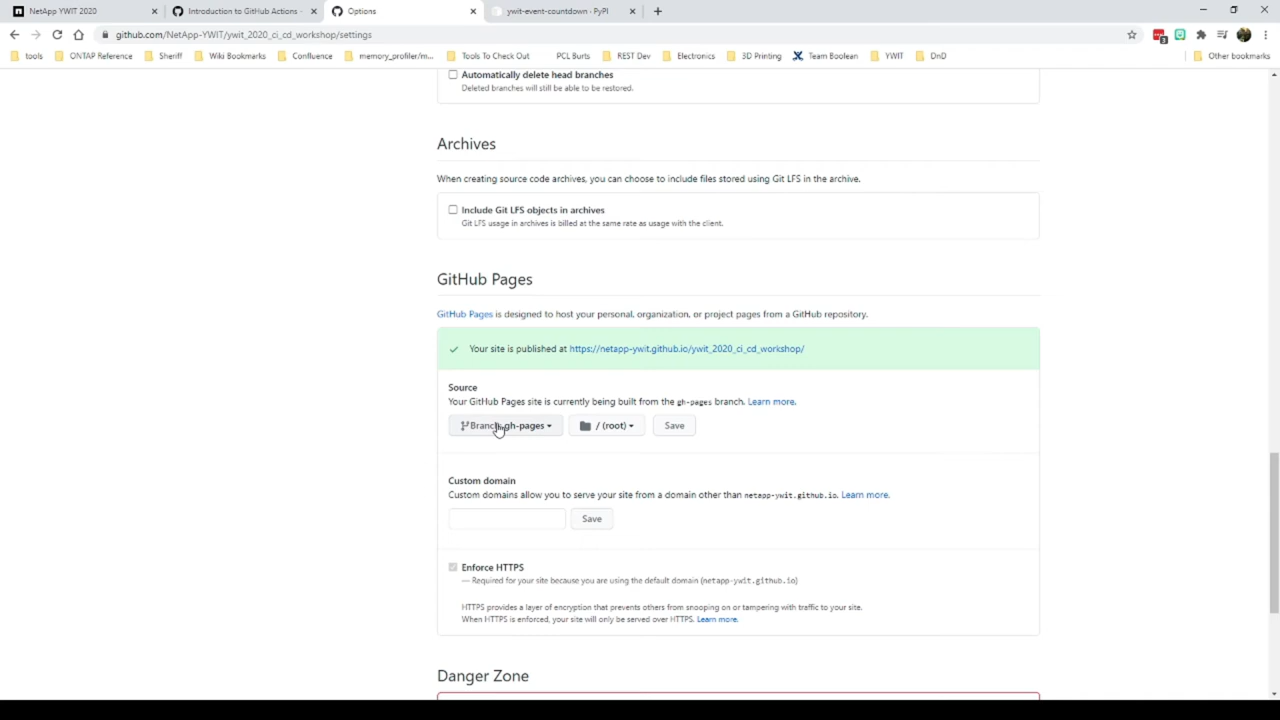 NetApp YWIT 2020
Introduction to GitHub Actions
Options
ywit-event-countdown · PyPI
github.com/NetApp-YWIT/ywit_2020_ci_cd_workshop/settings
tools
ONTAP Reference
Sheriff
Wiki Bookmarks
Confluence
memory_profiler/m...
Tools To Check Out
PCL Burts
REST Dev
Electronics
3D Printing
Team Boolean
YWIT
DnD
Other bookmarks
Automatically delete head branches
Deleted branches will still be able to be restored.
Archives
When creating source code archives, you can choose to include files stored using Git LFS in the archive.
Include Git LFS objects in archives
Git LFS usage in archives is billed at the same rate as usage with the client.
GitHub Pages
GitHub Pages is designed to host your personal, organization, or project pages from a GitHub repository.
Your site is published at https://netapp-ywit.github.io/ywit_2020_ci_cd_workshop/
Source
Your GitHub Pages site is currently being built from the gh-pages branch. Learn more.
Branch: gh-pages
/ (root)
Save
Custom domain
Custom domains allow you to serve your site from a domain other than netapp-ywit.github.io. Learn more.
Save
Enforce HTTPS
— Required for your site because you are using the default domain (netapp-ywit.github.io)
HTTPS provides a layer of encryption that prevents others from snooping on or tampering with traffic to your site.
When HTTPS is enforced, your site will only be served over HTTPS. Learn more.
Danger Zone